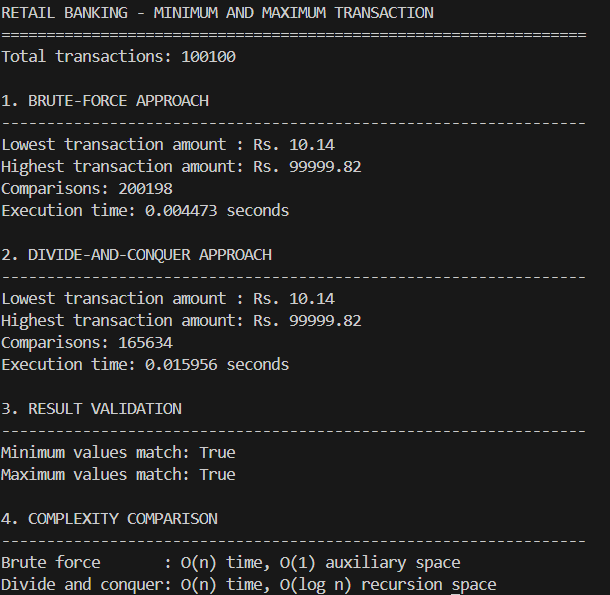 RETAIL BANKING - MINIMUM AND MAXIMUM TRANSACTION
=================================================================
Total transactions: 100100
1. BRUTE-FORCE APPROACH
-----------------------------------------------------------------
Lowest transaction amount : Rs. 10.14
Highest transaction amount: Rs. 99999.82
Comparisons: 200198
Execution time: 0.004473 seconds
2. DIVIDE-AND-CONQUER APPROACH
-----------------------------------------------------------------
Lowest transaction amount : Rs. 10.14
Highest transaction amount: Rs. 99999.82
Comparisons: 165634
Execution time: 0.015956 seconds
3. RESULT VALIDATION
-----------------------------------------------------------------
Minimum values match: True
Maximum values match: True
4. COMPLEXITY COMPARISON
-----------------------------------------------------------------
Brute force       : O(n) time, O(1) auxiliary space
Divide and conquer: O(n) time, O(log n) recursion space